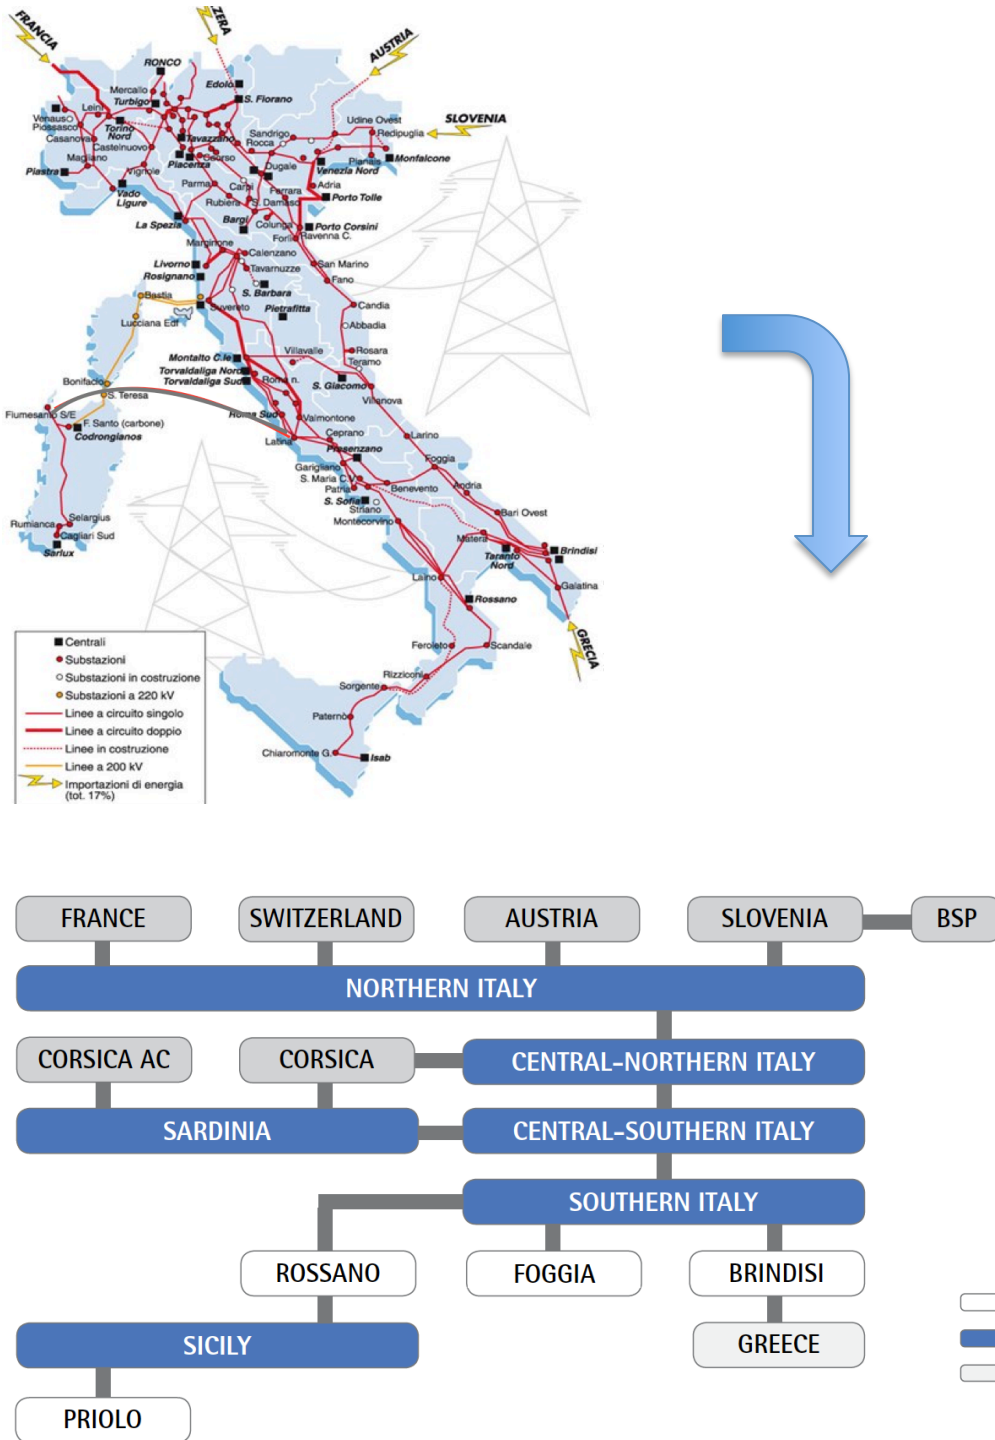 FRANCIA
ZERA
AUSTRIA
SLOVENIA
GRECIA
RONCO
Mercallo
Turbigo
Edolo
S. Fiorano
Leini
Venauso
Piossasco
Torino
Nord
Casanova
Castelnuovo
Magliano
Piastra
Vignole
Vado
Ligure
Tavazzano
Piacenza
Caorso
Sandrigo
Rocca
Udine Ovest
Redipuglia
Pianais
Monfalcone
Venezia Nord
Dugale
Adria
Porto Tolle
Parma
Carpi
Ferrara
Rubiera
S. Damaso
La Spezia
Bargi
Colunga
Porto Corsini
Forlì
Ravenna C.
Marginone
Calenzano
Livorno
Tavarnuzze
San Marino
Rosignano
Fano
S. Barbara
Bastia
Suvereto
Pietrafitta
Candia
Lucciana Edf
Abbadia
Villavalle
Rosara
Montalto C.le
Teramo
Torvaldaliga Nord
Torvaldaliga Sud
Roma n.
S. Giacomo
Bonifacio
S. Teresa
Villanova
Fiumesanto S/E
Roma Sud
Valmontone
F. Santo (carbone)
Codrongianos
Latina
Ceprano
Larino
Presenzano
Foggia
Garigliano
S. Maria C.V.
Patria
Benevento
Andria
S. Sofia
Striano
Bari Ovest
Montecorvino
Rumianca
Selargius
Cagliari Sud
Sarlux
Matera
Taranto
Nord
Brindisi
Laino
Galatina
Rossano
Feroleto
Scandale
Rizziconi
Sorgente
Paternò
Chiaromonte G.
Isab
Centrali
Substazioni
Substazioni in costruzione
Substazioni a 220 kV
Linee a circuito singolo
Linee a circuito doppio
Linee in costruzione
Linee a 200 kV
Importazioni di energia
(tot. 17%)
FRANCE
SWITZERLAND
AUSTRIA
SLOVENIA
BSP
NORTHERN ITALY
CORSICA AC
CORSICA
CENTRAL-NORTHERN ITALY
SARDINIA
CENTRAL-SOUTHERN ITALY
SOUTHERN ITALY
ROSSANO
FOGGIA
BRINDISI
SICILY
GREECE
PRIOLO